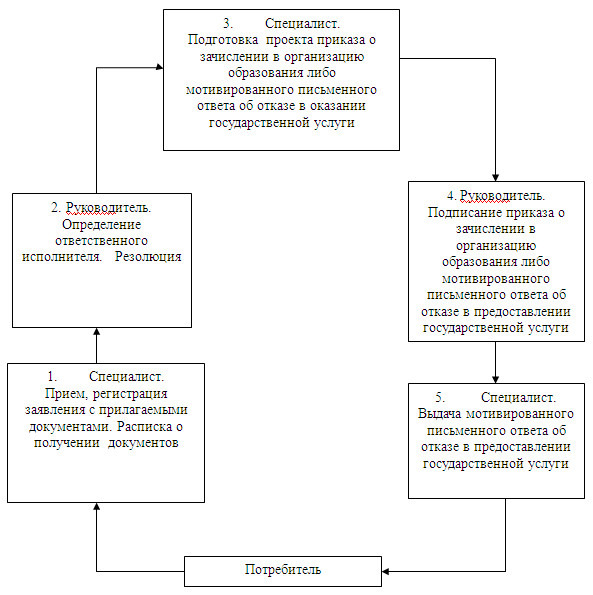 3. Специалист.
Подготовка проекта приказа о
зачислении в организацию
образования либо
мотивированного письменного
ответа об отказе в оказании
государственной услуги
2. Руководитель.
Определение
ответственного
исполнителя. Резолюция
4. Руководитель.
Подписание приказа о
зачислении в
организацию
образования либо
мотивированного
письменного ответа об
отказе в предоставлении
государственной услуги
1. Специалист.
Прием, регистрация
заявления с прилагаемыми
документами. Расписка о
получении документов
5. Специалист.
Выдача мотивированного
письменного ответа об
отказе в предоставлении
государственной услуги
Потребитель